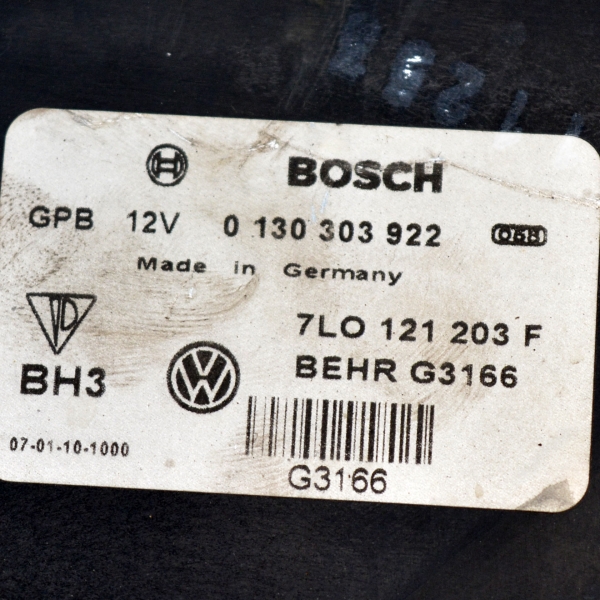 BOSCH
GPB 12V 0 130 303 922 058
Made in Germany
7LO 121 203 F
BH3 BEHR G3166
07-01-10-1000
G3166